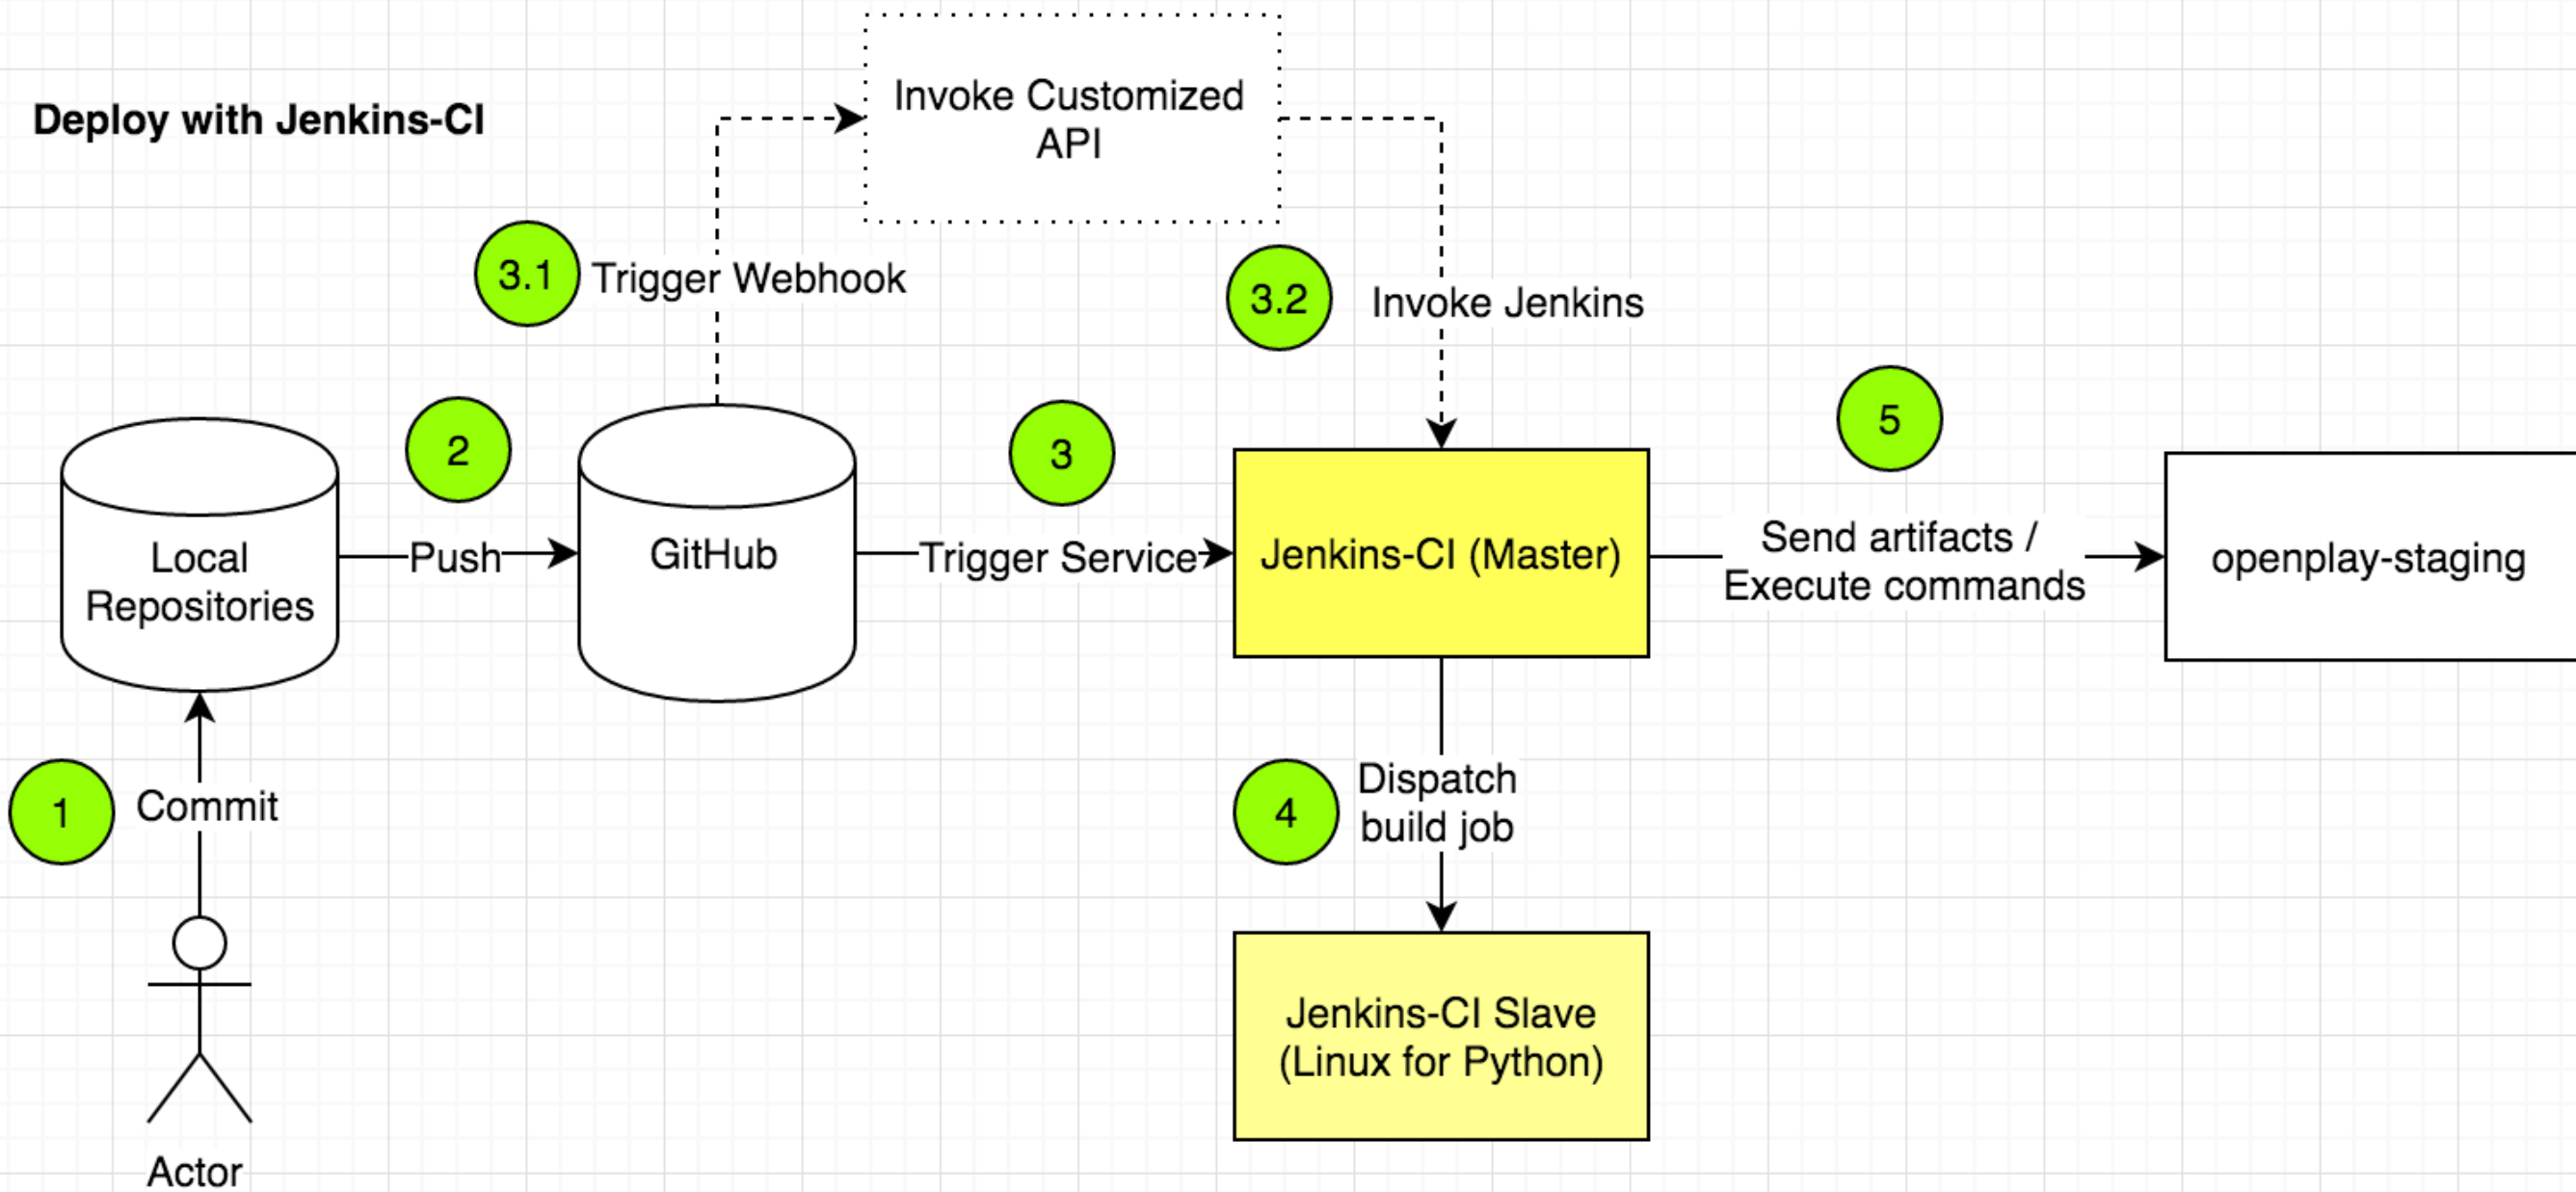 Deploy with Jenkins-CI
Invoke Customized
API
3.1
Trigger Webhook
3.2
Invoke Jenkins
2
3
5
Local
Repositories
Push
GitHub
Trigger Service
Jenkins-CI (Master)
Send artifacts /
Execute commands
openplay-staging
1
Commit
4
Dispatch
build job
Jenkins-CI Slave
(Linux for Python)
Actor